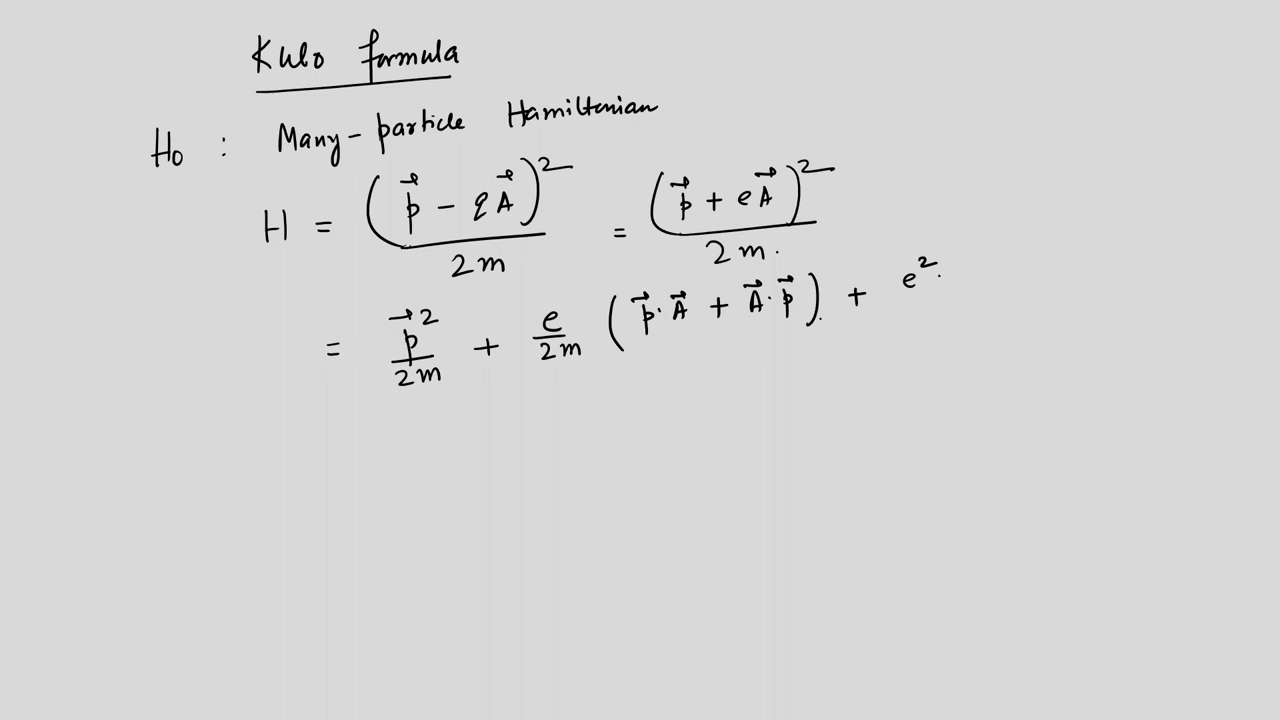 Kubo formula
H₀ : Many-particle Hamiltonian
H = (p⃗ - qA⃗)² / 2m = (p⃗ + eA⃗)² / 2m.
= p⃗² / 2m + e / 2m (p⃗·A⃗ + A⃗·p⃗) + e²